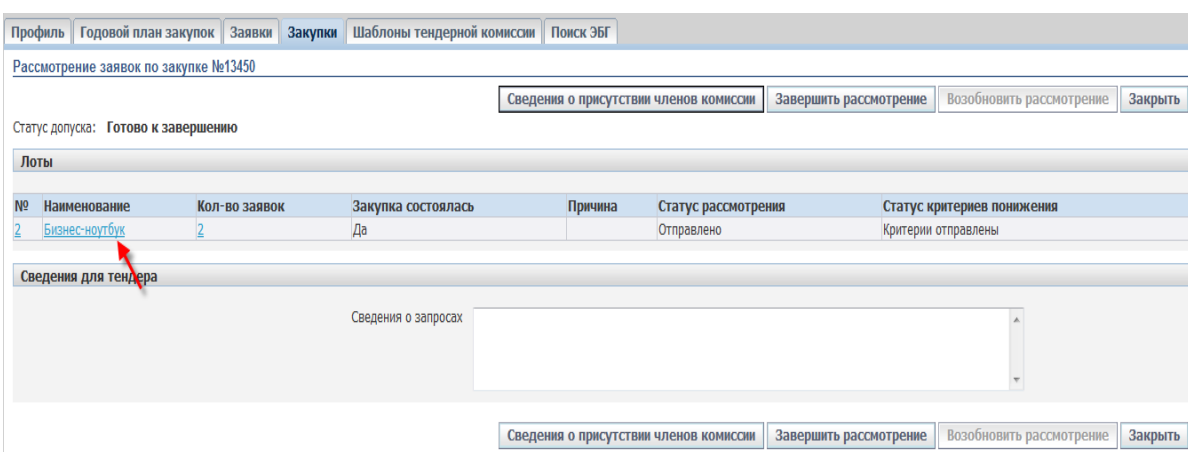 Профиль Годовой план закупок Заявки Закупки Шаблоны тендерной комиссии Поиск ЭБГ
Рассмотрение заявок по закупке №13450
Сведения о присутствии членов комиссии Завершить рассмотрение Возобновить рассмотрение Закрыть
Статус допуска: Готово к завершению
Лоты
№ Наименование Кол-во заявок Закупка состоялась Причина Статус рассмотрения Статус критериев понижения
2 Бизнес-ноутбук 2 Да Отправлено Критерии отправлены
Сведения для тендера
Сведения о запросах
Сведения о присутствии членов комиссии Завершить рассмотрение Возобновить рассмотрение Закрыть